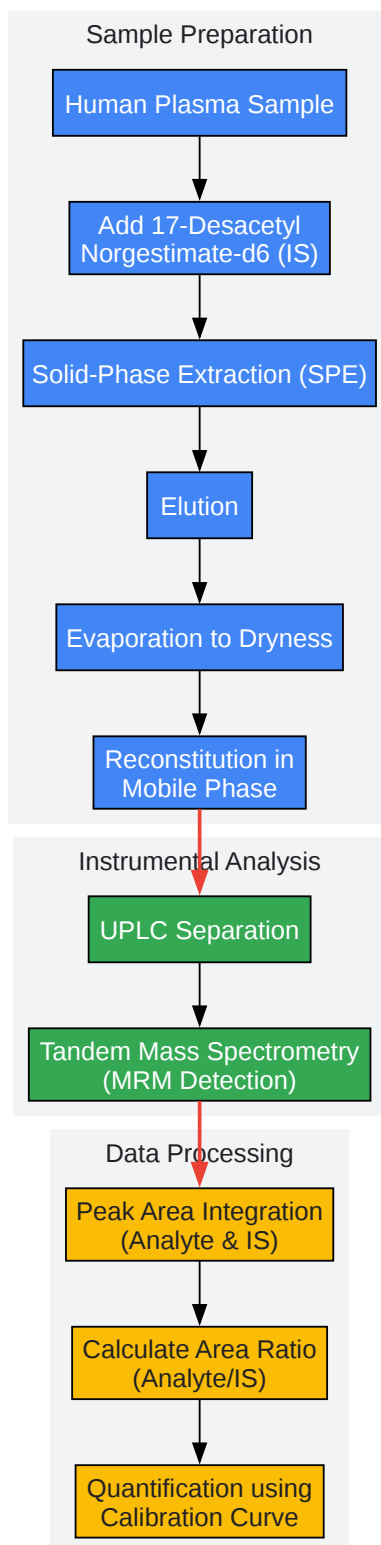 Sample Preparation
Human Plasma Sample
Add 17-Desacetyl
Norgestimate-d6 (IS)
Solid-Phase Extraction (SPE)
Elution
Evaporation to Dryness
Reconstitution in
Mobile Phase
Instrumental Analysis
UPLC Separation
Tandem Mass Spectrometry
(MRM Detection)
Data Processing
Peak Area Integration
(Analyte & IS)
Calculate Area Ratio
(Analyte/IS)
Quantification using
Calibration Curve